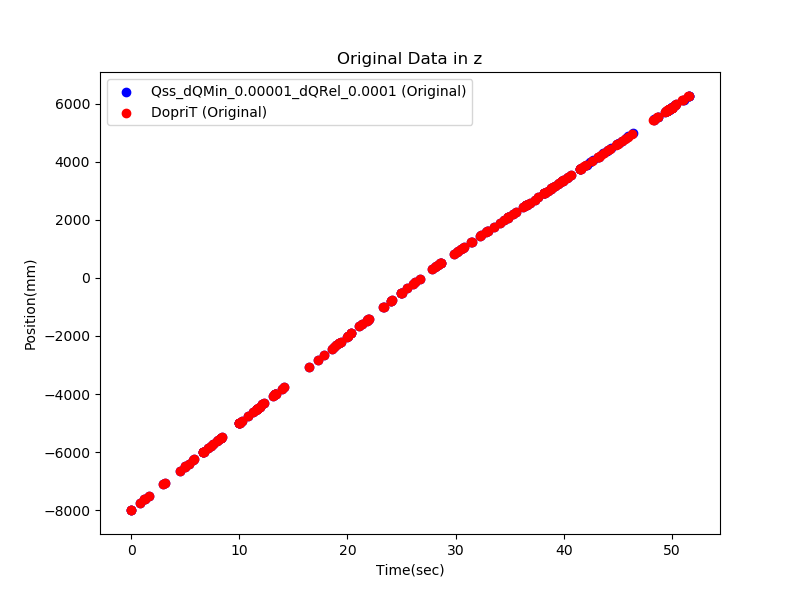 Original Data in z
Qss_dQMin_0.00001_dQRel_0.0001 (Original)
DopriT (Original)
6000
4000
2000
0
−2000
−4000
−6000
−8000
Position(mm)
0 10 20 30 40 50
Time(sec)